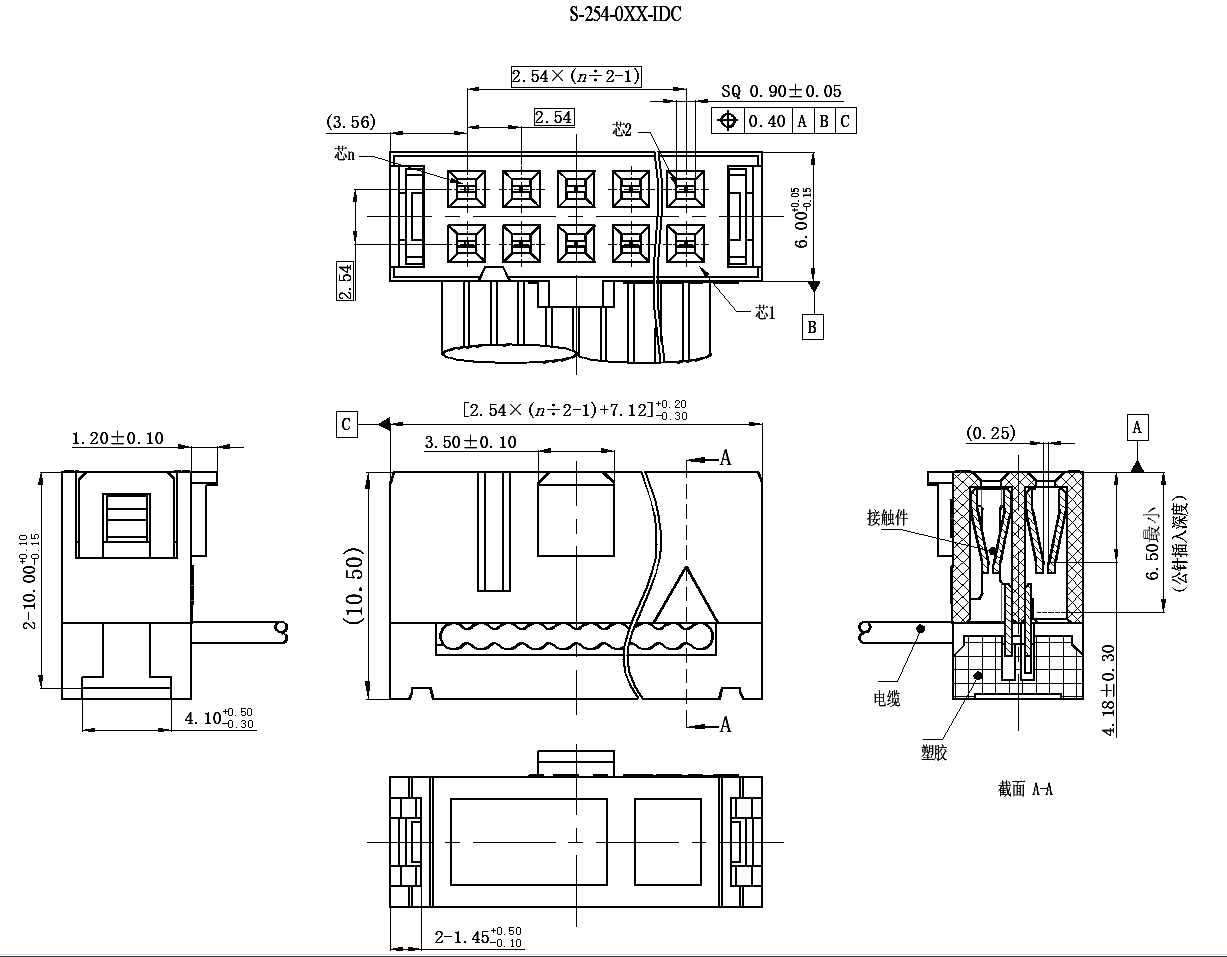 S-254-0XX-IDC
2.54×(n÷2-1)
SQ 0.90±0.05
0.40 A B C
(3.56)
2.54
芯2
芯n
6.00 +0.05 -0.15
2.54
芯1
B
C
[2.54×(n÷2-1)+7.12] +0.20 -0.30
A
1.20±0.10
3.50±0.10
A
(0.25)
接触件
6.50最小
(公针插入深度)
2-10.00 +0.10 -0.15
(10.50)
4.18±0.30
电缆
4.10 +0.50 -0.30
A
塑胶
截面 A-A
2-1.45 +0.50 -0.10